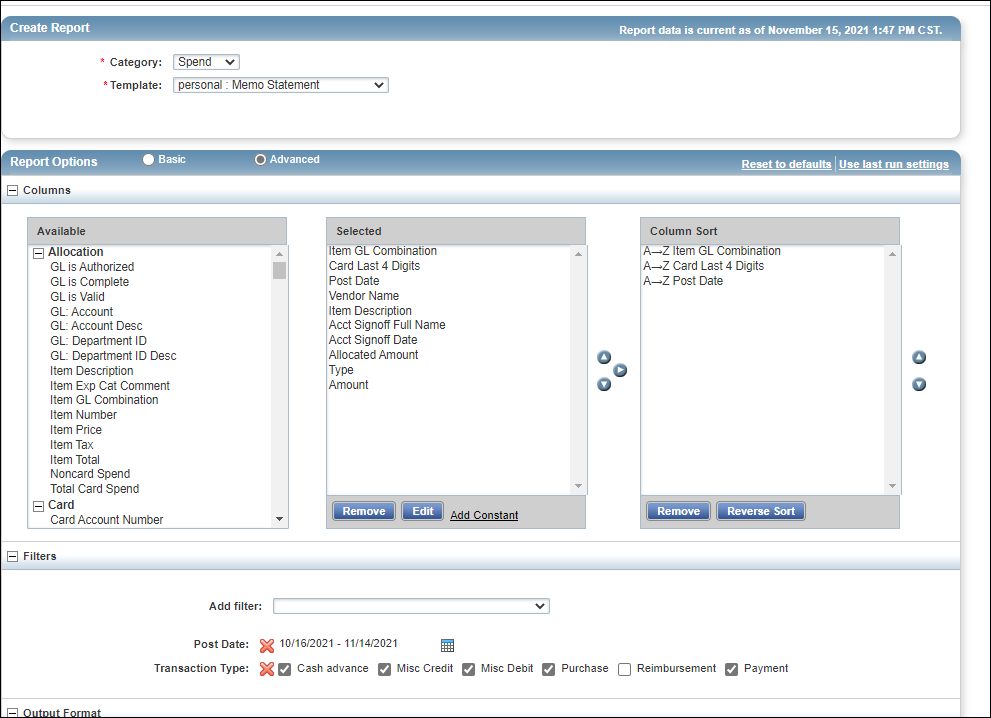 Create Report
Report data is current as of November 15, 2021 1:47 PM CST.
* Category: Spend
* Template: personal : Memo Statement
Report Options Basic Advanced Reset to defaults Use last run settings
Columns
Available
Allocation
GL is Authorized
GL is Complete
GL is Valid
GL: Account
GL: Account Desc
GL: Department ID
GL: Department ID Desc
Item Description
Item Exp Cat Comment
Item GL Combination
Item Number
Item Price
Item Tax
Item Total
Noncard Spend
Total Card Spend
Card
Card Account Number
Selected
Item GL Combination
Card Last 4 Digits
Post Date
Vendor Name
Item Description
Acct Signoff Full Name
Acct Signoff Date
Allocated Amount
Type
Amount
Remove Edit Add Constant
Column Sort
A→Z Item GL Combination
A→Z Card Last 4 Digits
A→Z Post Date
Remove Reverse Sort
Filters
Add filter:
Post Date: 10/16/2021 - 11/14/2021
Transaction Type: Cash advance Misc Credit Misc Debit Purchase Reimbursement Payment
Output Format